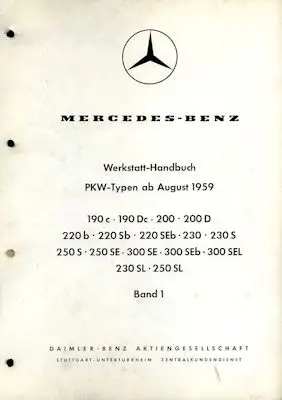 MERCEDES-BENZ
Werkstatt-Handbuch
PKW-Typen ab August 1959
190 c · 190 Dc · 200 · 200 D
220 b · 220 Sb · 220 SEb · 230 · 230 S
250 S · 250 SE · 300 SE · 300 SEb · 300 SEL
230 SL · 250 SL
Band 1
DAIMLER-BENZ AKTIENGESELLSCHAFT
STUTTGART-UNTERTÜRKHEIM ZENTRALKUNDENDIENST